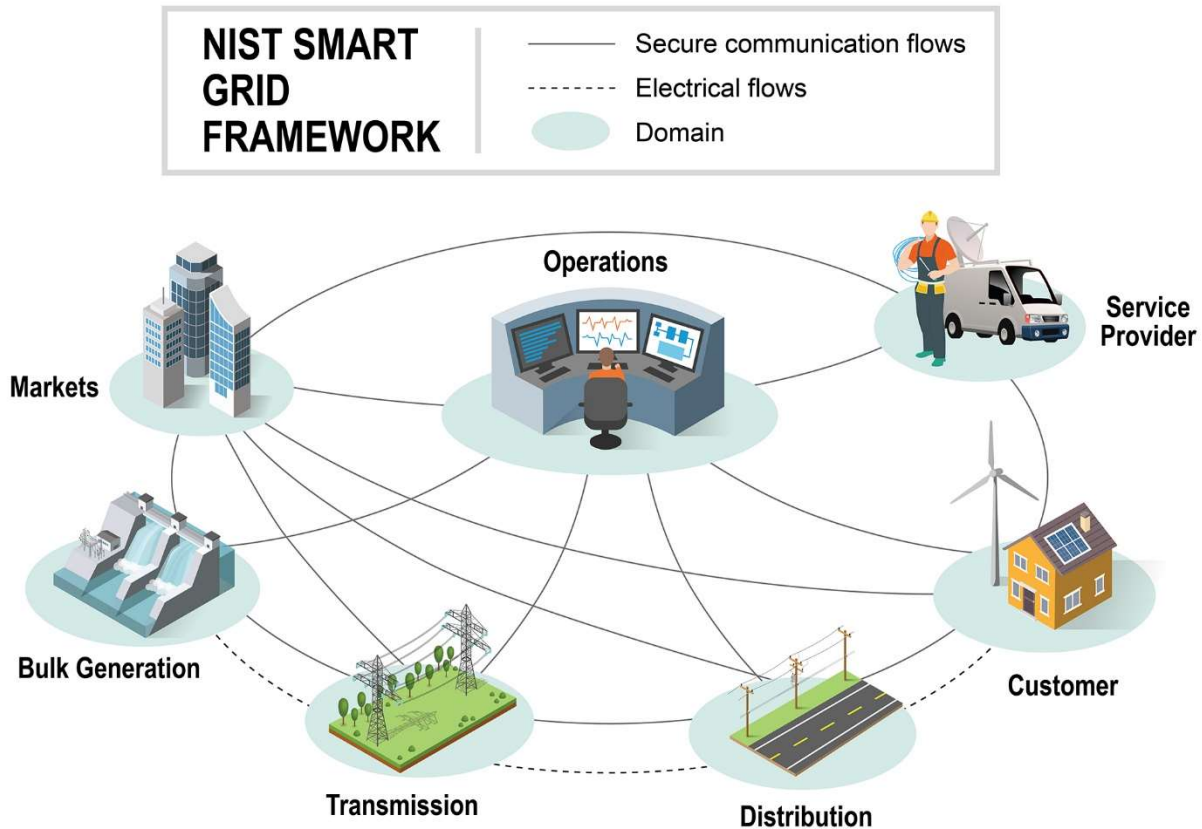 NIST SMART
GRID
FRAMEWORK
Secure communication flows
Electrical flows
Domain
Operations
Service
Provider
Markets
Bulk Generation
Customer
Transmission
Distribution